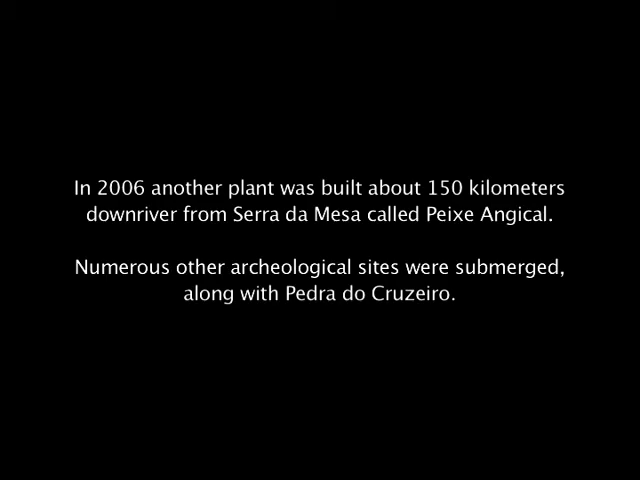 In 2006 another plant was built about 150 kilometers
downriver from Serra da Mesa called Peixe Angical.
Numerous other archeological sites were submerged,
along with Pedra do Cruzeiro.